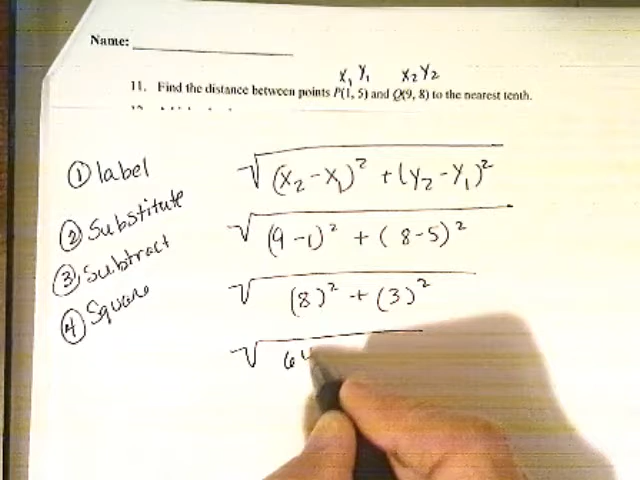 Name:
X₁ Y₁ X₂ Y₂
11. Find the distance between points P(1, 5) and Q(9, 8) to the nearest tenth.
① label
√(X₂ - X₁)² + (Y₂ - Y₁)²
② Substitute
√(9 - 1)² + (8 - 5)²
③ Subtract
√(8)² + (3)²
④ Square
√64